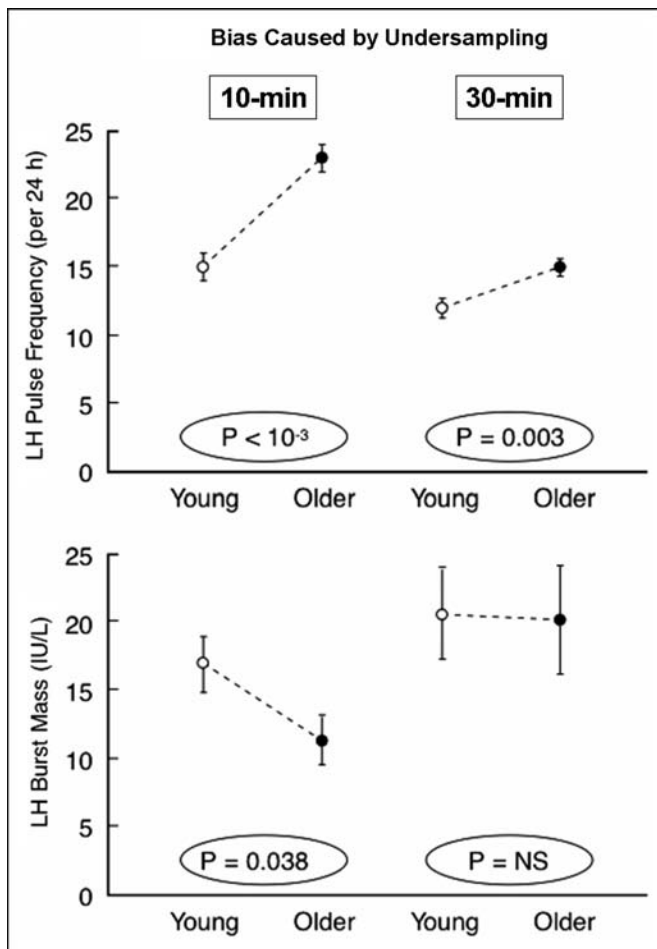 Bias Caused by Undersampling
10-min 30-min
LH Pulse Frequency (per 24 h)
25
20
15
10
5
0
P < 10⁻³ P = 0.003
Young Older Young Older
LH Burst Mass (IU/L)
25
20
15
10
5
0
P = 0.038 P = NS
Young Older Young Older